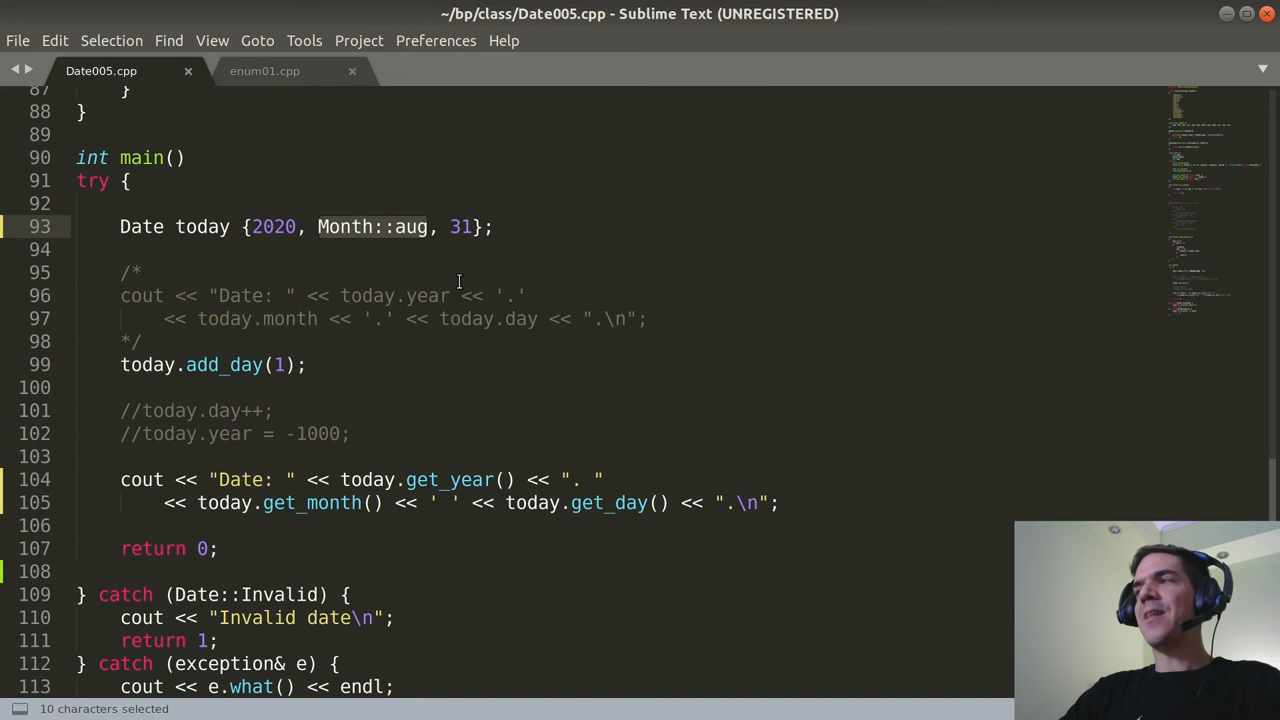 ~/bp/class/Date005.cpp - Sublime Text (UNREGISTERED)
File Edit Selection Find View Goto Tools Project Preferences Help
Date005.cpp × enum01.cpp ×
87 }
88 }
89
90 int main()
91 try {
92
93 Date today {2020, Month::aug, 31};
94
95 /*
96 cout << "Date: " << today.year << '.'
97 << today.month << '.' << today.day << ".\n";
98 */
99 today.add_day(1);
100
101 //today.day++;
102 //today.year = -1000;
103
104 cout << "Date: " << today.get_year() << ". "
105 << today.get_month() << ' ' << today.get_day() << ".\n";
106
107 return 0;
108
109 } catch (Date::Invalid) {
110 cout << "Invalid date\n";
111 return 1;
112 } catch (exception& e) {
113 cout << e.what() << endl;
10 characters selected